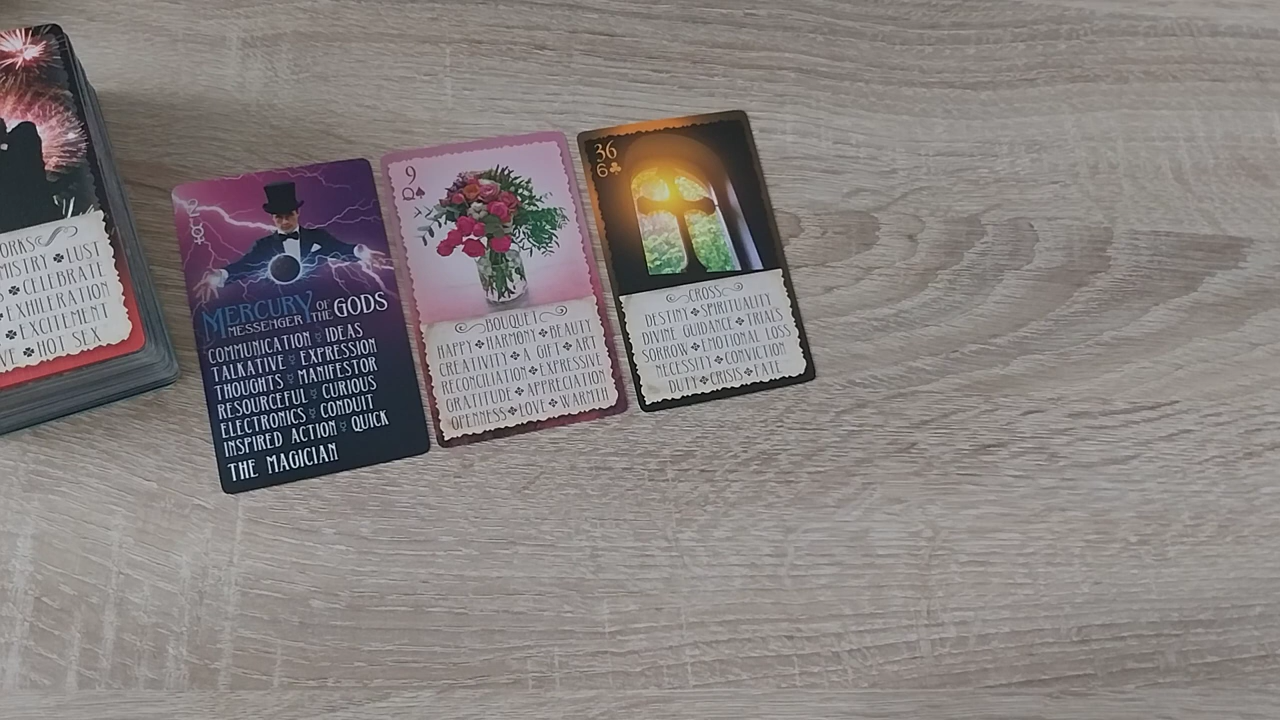 ORKS
MISTRY ♣ LUST
S ♣ CELEBRATE
♣ EXHILERATION
♣ EXCITEMENT
VE ♣ HOT SEX
MERCURY OF THE GODS
MESSENGER
COMMUNICATION ☿ IDEAS
TALKATIVE ☿ EXPRESSION
THOUGHTS ☿ MANIFESTOR
RESOURCEFUL ☿ CURIOUS
ELECTRONICS ☿ CONDUIT
INSPIRED ACTION ☿ QUICK
THE MAGICIAN
9
Q♠
BOUQUET
HAPPY ✤ HARMONY ✤ BEAUTY
CREATIVITY ✤ A GIFT ✤ ART
RECONCILIATION ✤ EXPRESSIVE
GRATITUDE ✤ APPRECIATION
OPENNESS ✤ LOVE ✤ WARMTH
36
6♣
CROSS
DESTINY ✤ SPIRITUALITY
DIVINE GUIDANCE ✤ TRIALS
SORROW ✤ EMOTIONAL LOSS
NECESSITY ✤ CONVICTION
DUTY ✤ CRISIS ✤ FATE